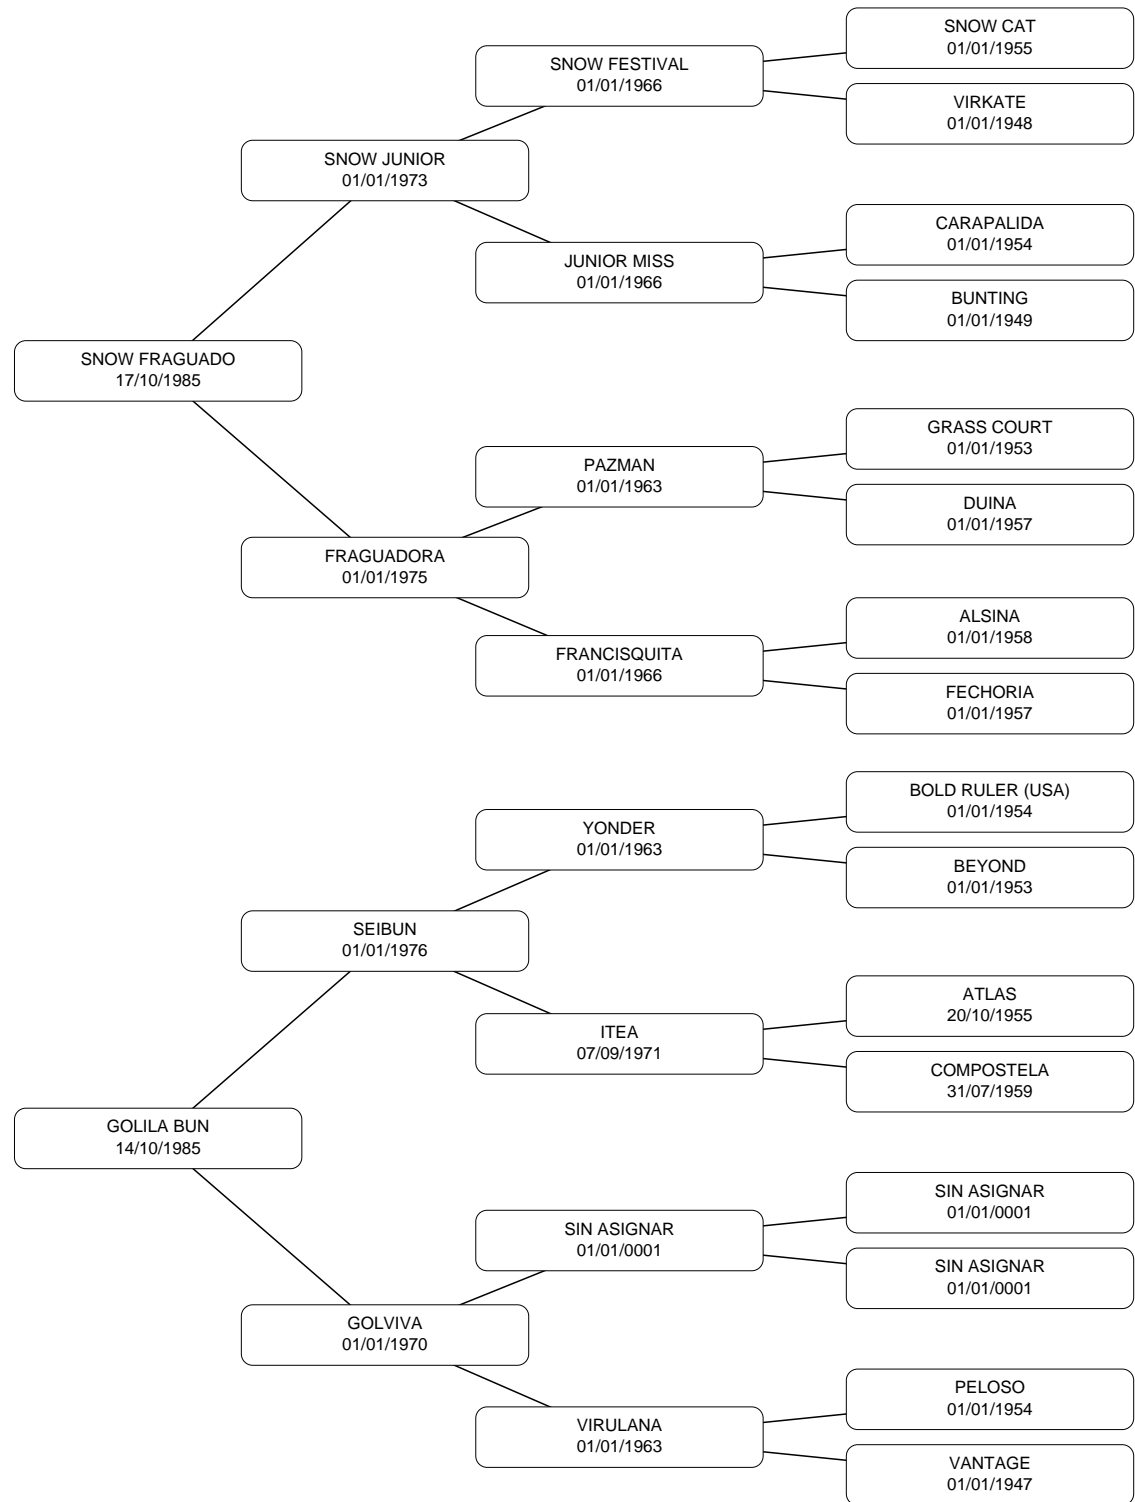 SNOW CAT
01/01/1955
SNOW FESTIVAL
01/01/1966
VIRKATE
01/01/1948
SNOW JUNIOR
01/01/1973
CARAPALIDA
01/01/1954
JUNIOR MISS
01/01/1966
BUNTING
01/01/1949
SNOW FRAGUADO
17/10/1985
GRASS COURT
01/01/1953
PAZMAN
01/01/1963
DUINA
01/01/1957
FRAGUADORA
01/01/1975
ALSINA
01/01/1958
FRANCISQUITA
01/01/1966
FECHORIA
01/01/1957
BOLD RULER (USA)
01/01/1954
YONDER
01/01/1963
BEYOND
01/01/1953
SEIBUN
01/01/1976
ATLAS
20/10/1955
ITEA
07/09/1971
COMPOSTELA
31/07/1959
GOLILA BUN
14/10/1985
SIN ASIGNAR
01/01/0001
SIN ASIGNAR
01/01/0001
SIN ASIGNAR
01/01/0001
GOLVIVA
01/01/1970
PELOSO
01/01/1954
VIRULANA
01/01/1963
VANTAGE
01/01/1947